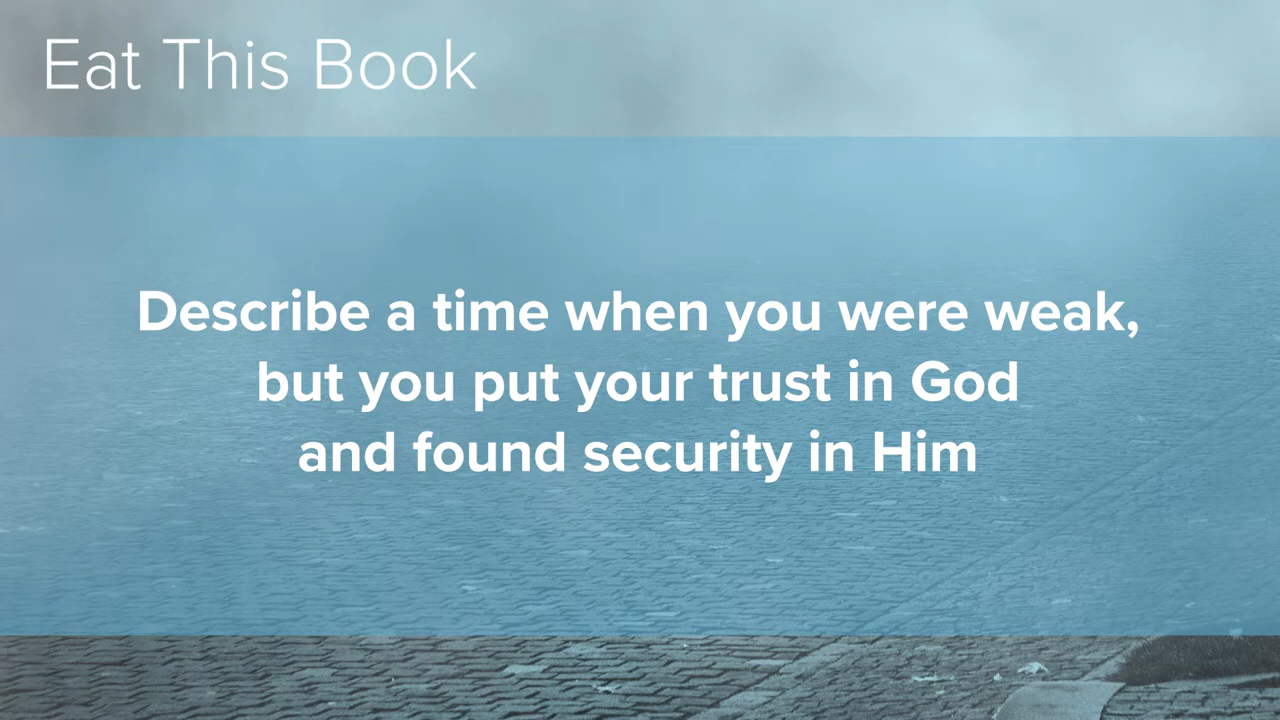 Eat This Book
Describe a time when you were weak,
but you put your trust in God
and found security in Him